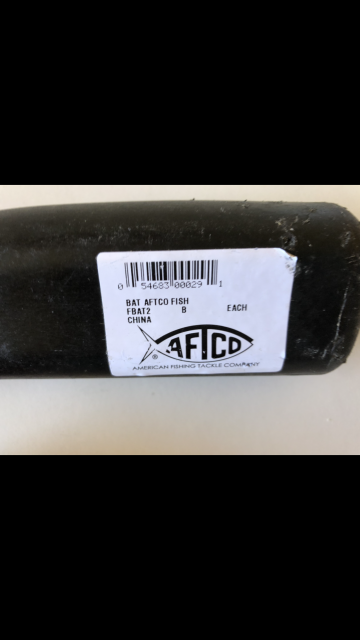 0 54683 00029 1
BAT AFTCO FISH
FBAT2 B EACH
CHINA
AFTCO
®
AMERICAN FISHING TACKLE COMPANY